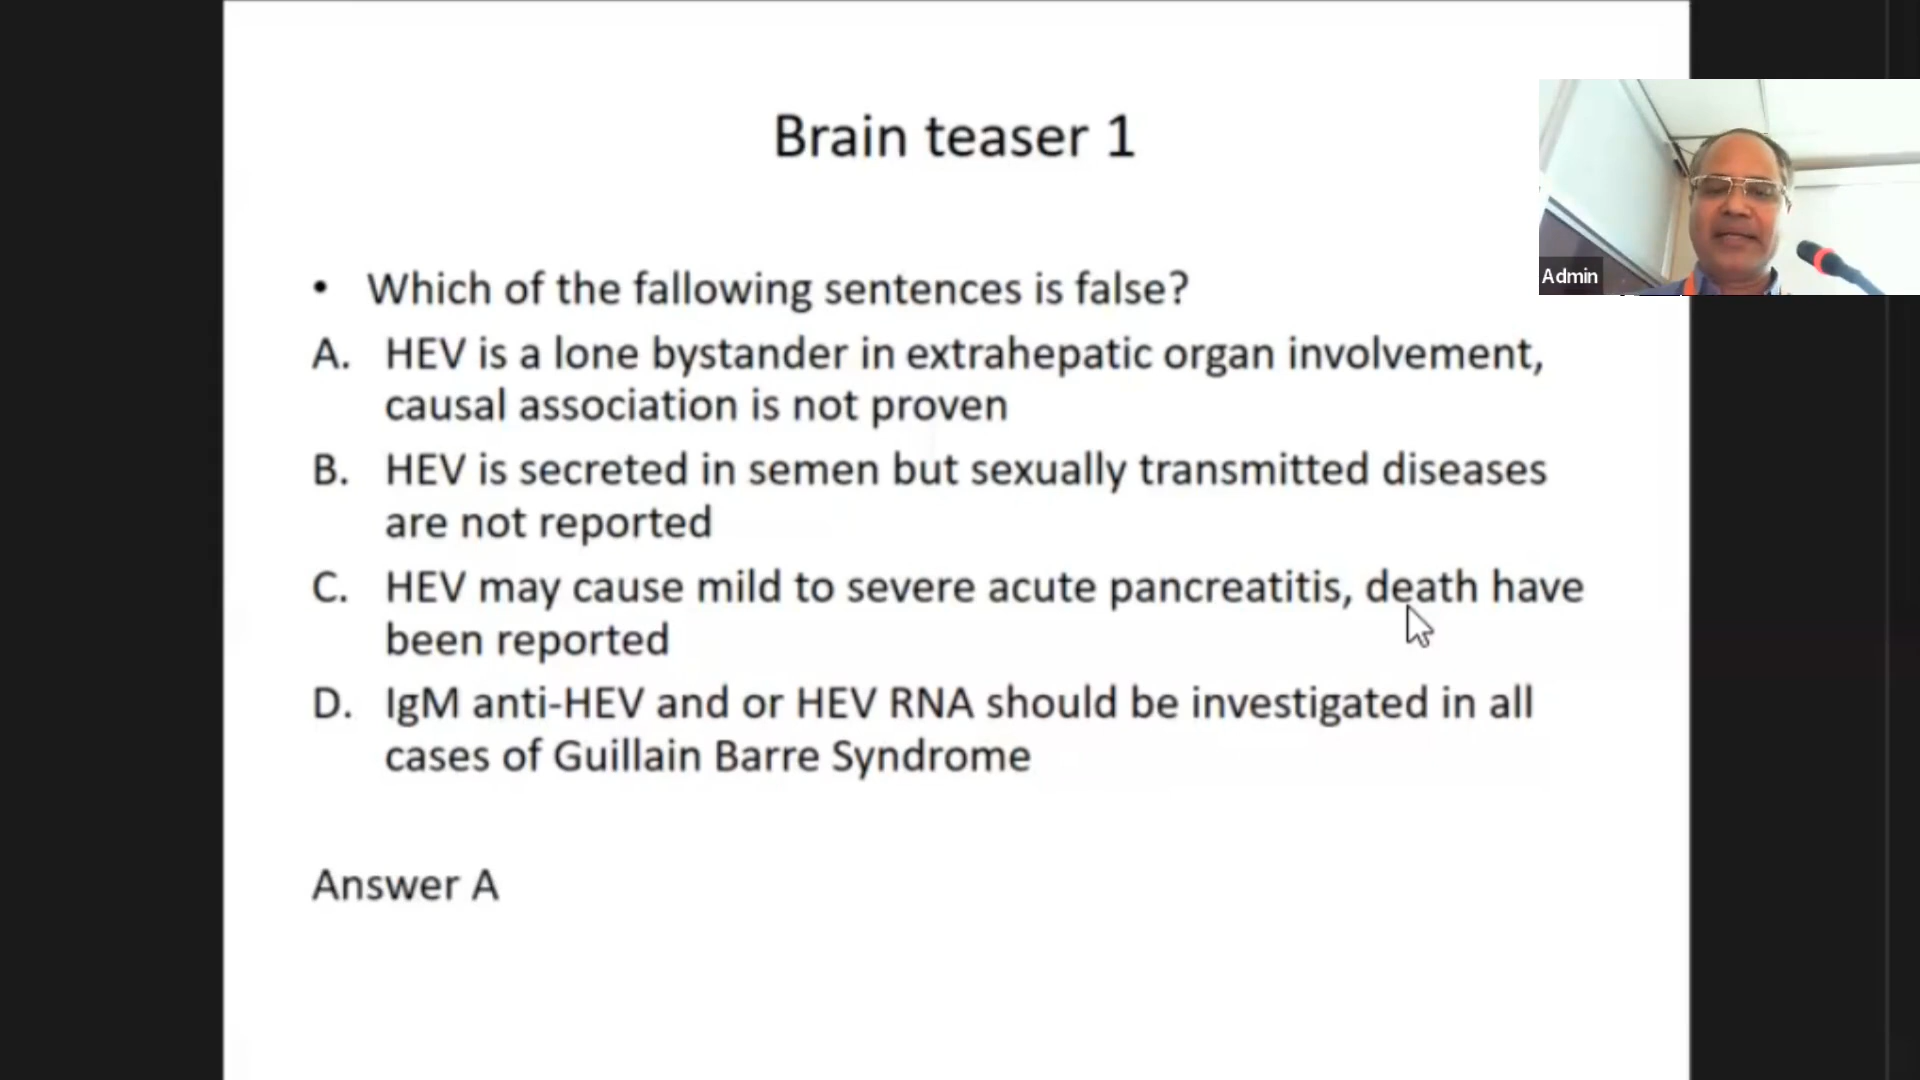 Brain teaser 1
Admin
• Which of the fallowing sentences is false?
A. HEV is a lone bystander in extrahepatic organ involvement,
causal association is not proven
B. HEV is secreted in semen but sexually transmitted diseases
are not reported
C. HEV may cause mild to severe acute pancreatitis, death have
been reported
D. IgM anti-HEV and or HEV RNA should be investigated in all
cases of Guillain Barre Syndrome
Answer A